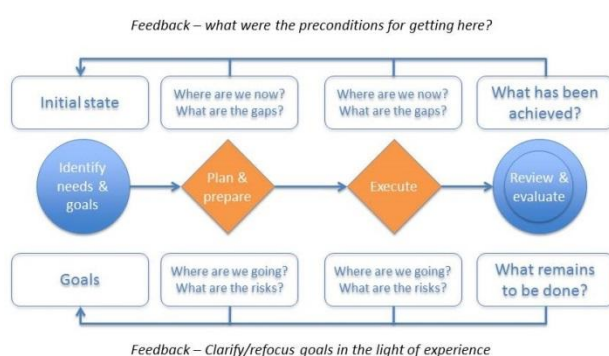 Feedback – what were the preconditions for getting here?
Initial state
Where are we now?
What are the gaps?
Where are we now?
What are the gaps?
What has been
achieved?
Identify
needs &
goals
Plan &
prepare
Execute
Review &
evaluate
Goals
Where are we going?
What are the risks?
Where are we going?
What are the risks?
What remains
to be done?
Feedback – Clarify/refocus goals in the light of experience